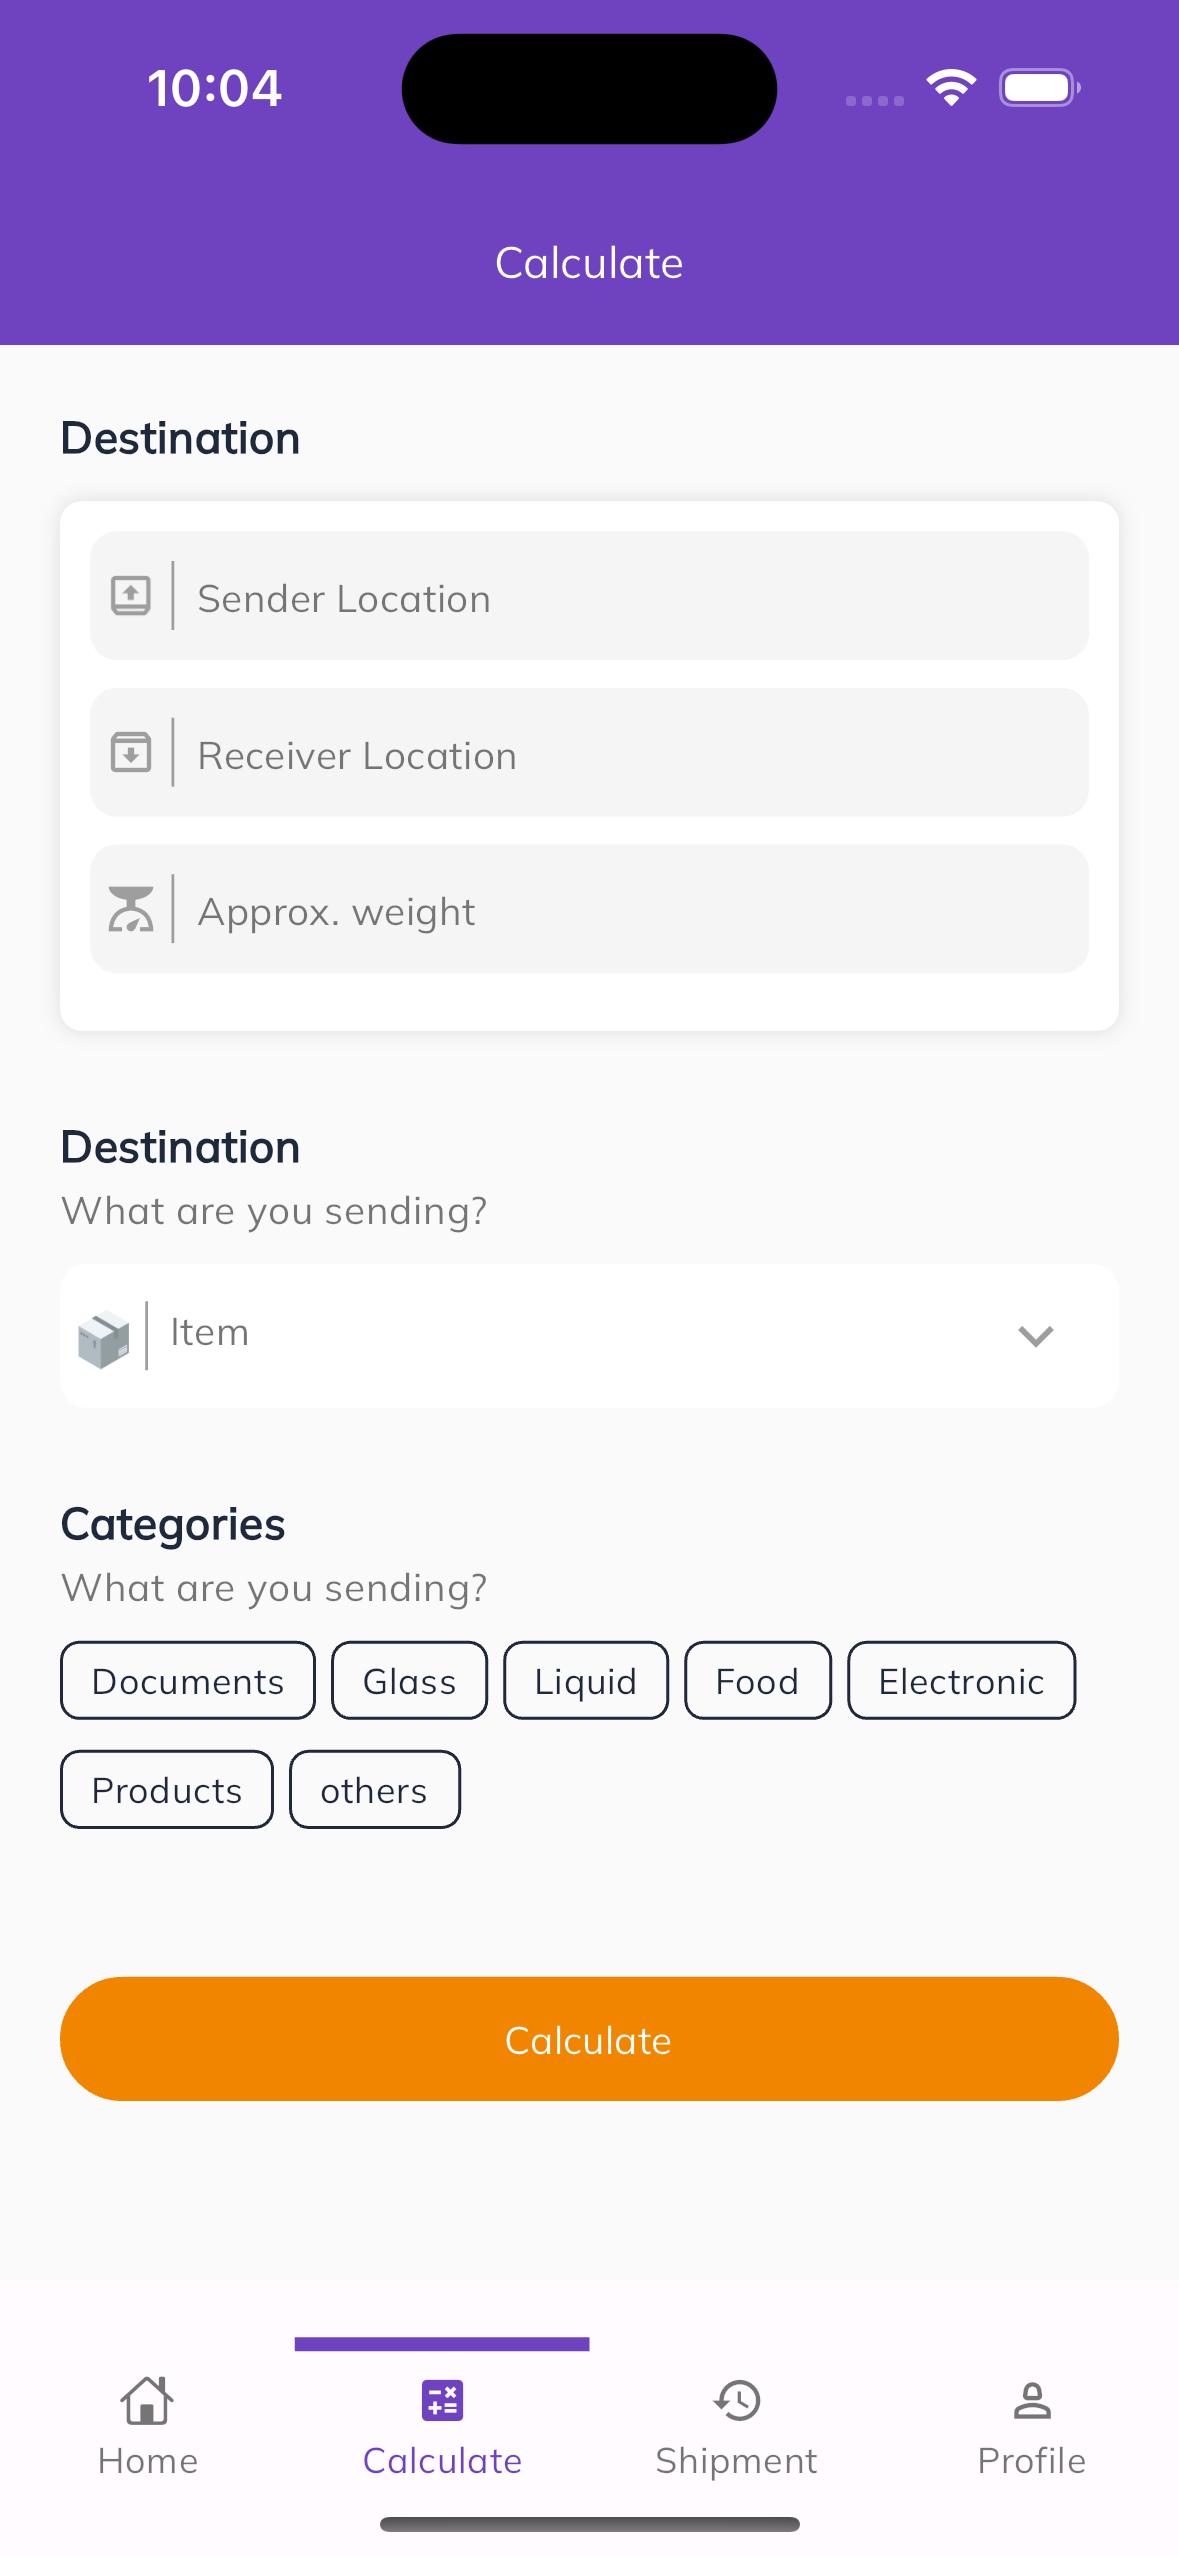 10:04
Calculate
Destination
Sender Location
Receiver Location
Approx. weight
Destination
What are you sending?
Item
Categories
What are you sending?
Documents Glass Liquid Food Electronic
Products others
Calculate
Home Calculate Shipment Profile